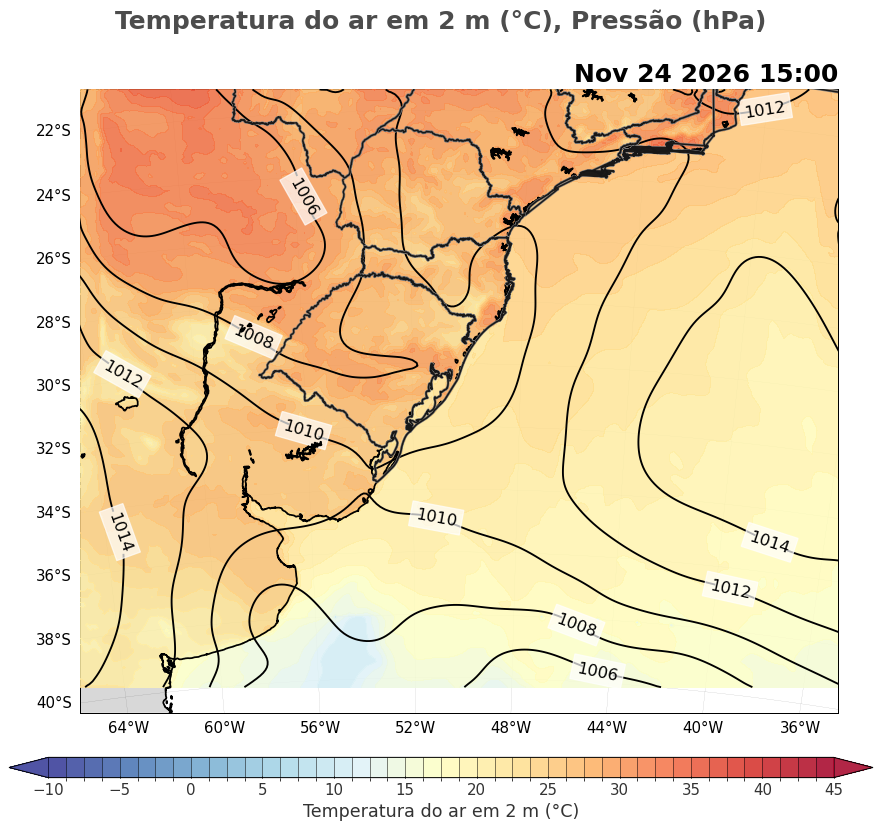 Temperatura do ar em 2 m (°C), Pressão (hPa)
Nov 24 2026 15:00
1012
22°S
24°S
1006
26°S
28°S
1008
1012
30°S
1010
32°S
34°S
1014
1010
1014
36°S
1012
38°S
1008
1006
40°S
64°W 60°W 56°W 52°W 48°W 44°W 40°W 36°W
−10 −5 0 5 10 15 20 25 30 35 40 45
Temperatura do ar em 2 m (°C)